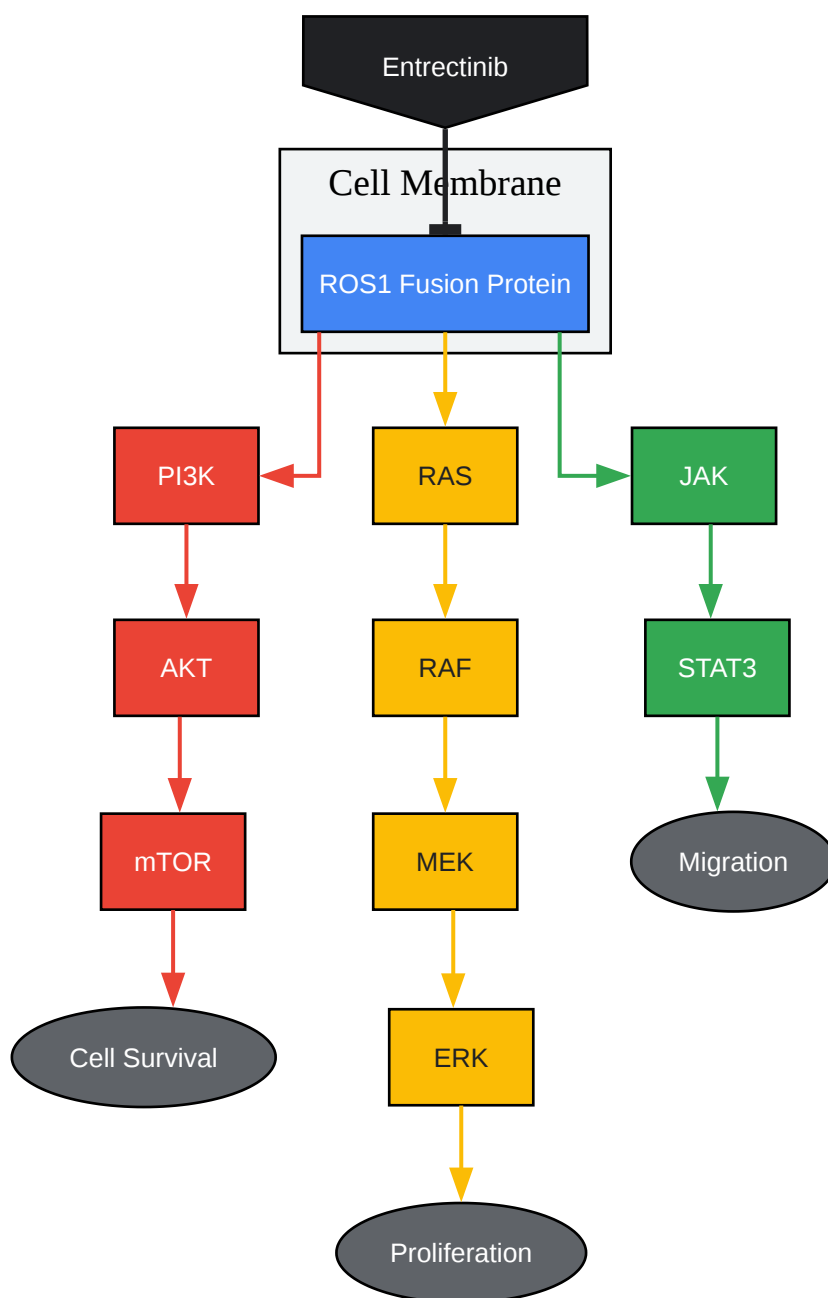 Entrectinib
Cell Membrane
ROS1 Fusion Protein
PI3K
RAS
JAK
AKT
RAF
STAT3
mTOR
MEK
Migration
Cell Survival
ERK
Proliferation